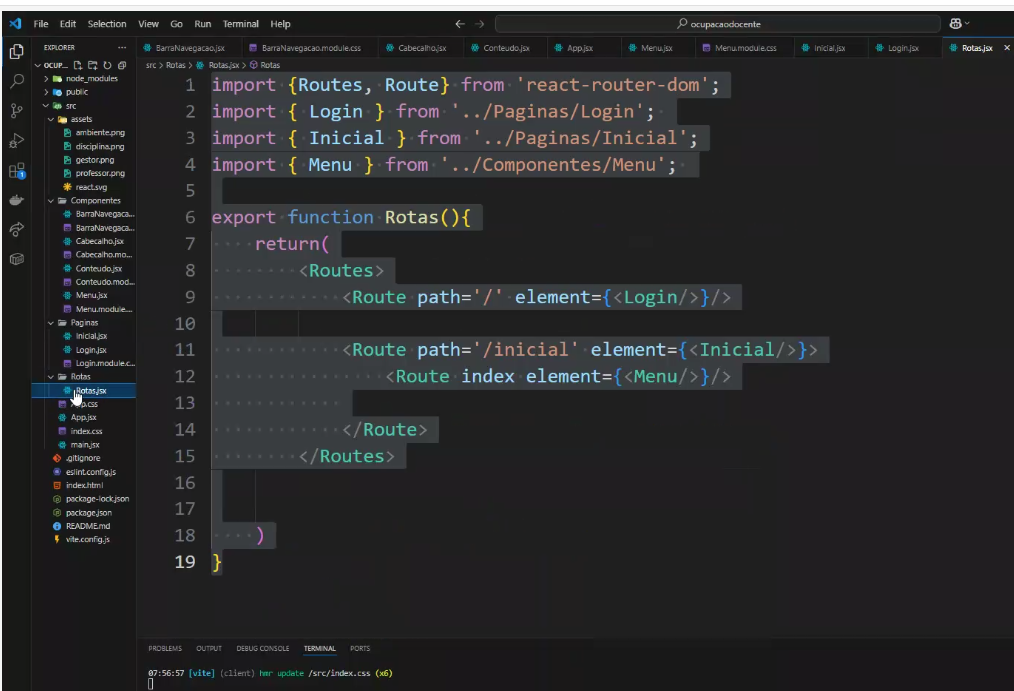 File Edit Selection View Go Run Terminal Help
ocupacaodocente
EXPLORER
BarraNavegacao.jsx
BarraNavegacao.module.css
Cabecalho.jsx
Conteudo.jsx
App.jsx
Menu.jsx
Menu.module.css
Inicial.jsx
Login.jsx
Rotas.jsx
OCUP...
src > Rotas > Rotas.jsx > Rotas
node_modules
public
src
assets
ambiente.png
disciplina.png
gestor.png
professor.png
react.svg
Componentes
BarraNavegaca...
BarraNavegaca...
Cabecalho.jsx
Cabecalho.mo...
Conteudo.jsx
Conteudo.mod...
Menu.jsx
Menu.module....
Paginas
Inicial.jsx
Login.jsx
Login.module.c...
Rotas
Rotas.jsx
App.css
App.jsx
index.css
main.jsx
.gitignore
eslint.config.js
index.html
package-lock.json
package.json
README.md
vite.config.js
1 import {Routes, Route} from 'react-router-dom';
2 import { Login } from '../Paginas/Login';
3 import { Inicial } from '../Paginas/Inicial';
4 import { Menu } from '../Componentes/Menu';
5
6 export function Rotas(){
7 return(
8 <Routes>
9 <Route path='/' element={<Login/>}/>
10
11 <Route path='/inicial' element={<Inicial/>}>
12 <Route index element={<Menu/>}/>
13
14 </Route>
15 </Routes>
16
17
18 )
19 }
PROBLEMS OUTPUT DEBUG CONSOLE TERMINAL PORTS
07:56:57 [vite] (client) hmr update /src/index.css (x6)